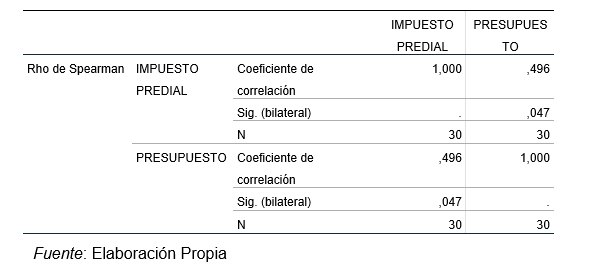 IMPUESTO PRESUPUES
PREDIAL TO
Rho de Spearman IMPUESTO Coeficiente de 1,000 ,496
PREDIAL correlación
Sig. (bilateral) . ,047
N 30 30
PRESUPUESTO Coeficiente de ,496 1,000
correlación
Sig. (bilateral) ,047 .
N 30 30
Fuente: Elaboración Propia